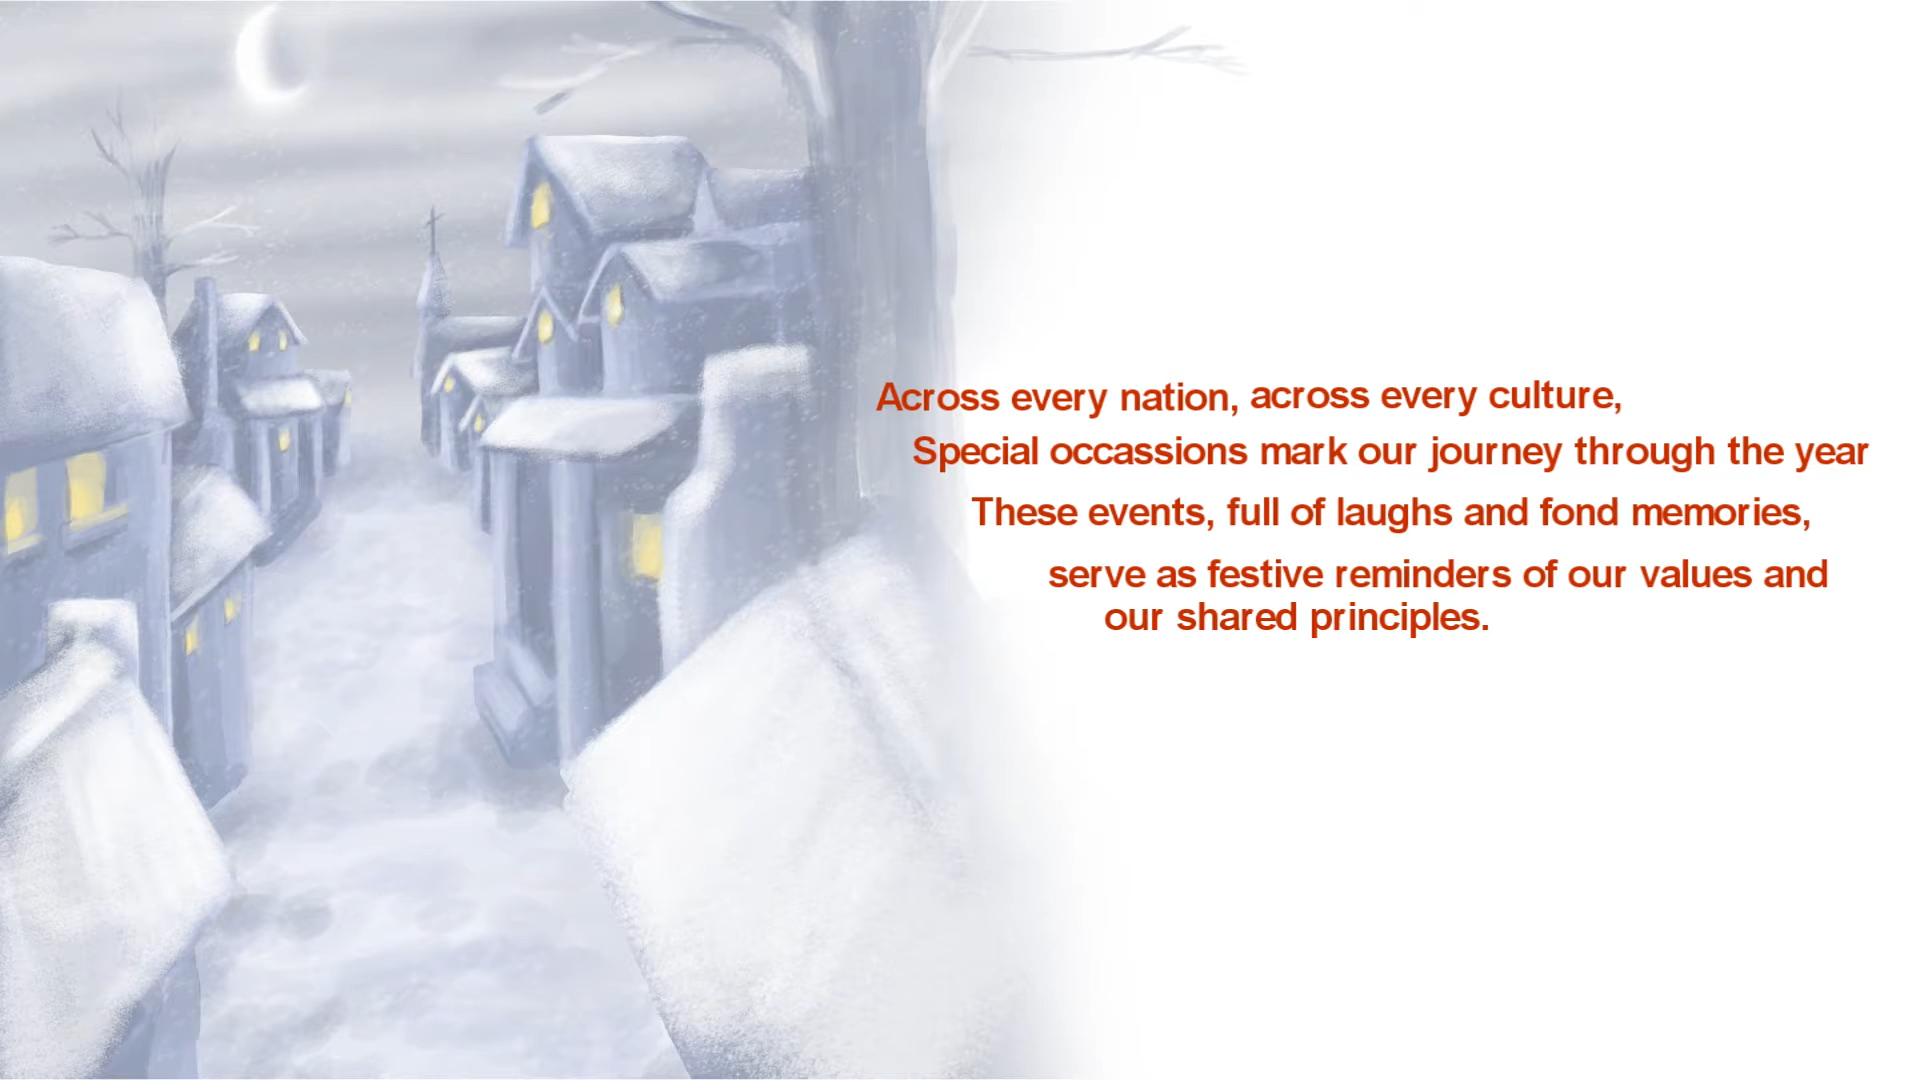 Across every nation, across every culture,
Special occassions mark our journey through the year
These events, full of laughs and fond memories,
serve as festive reminders of our values and
our shared principles.